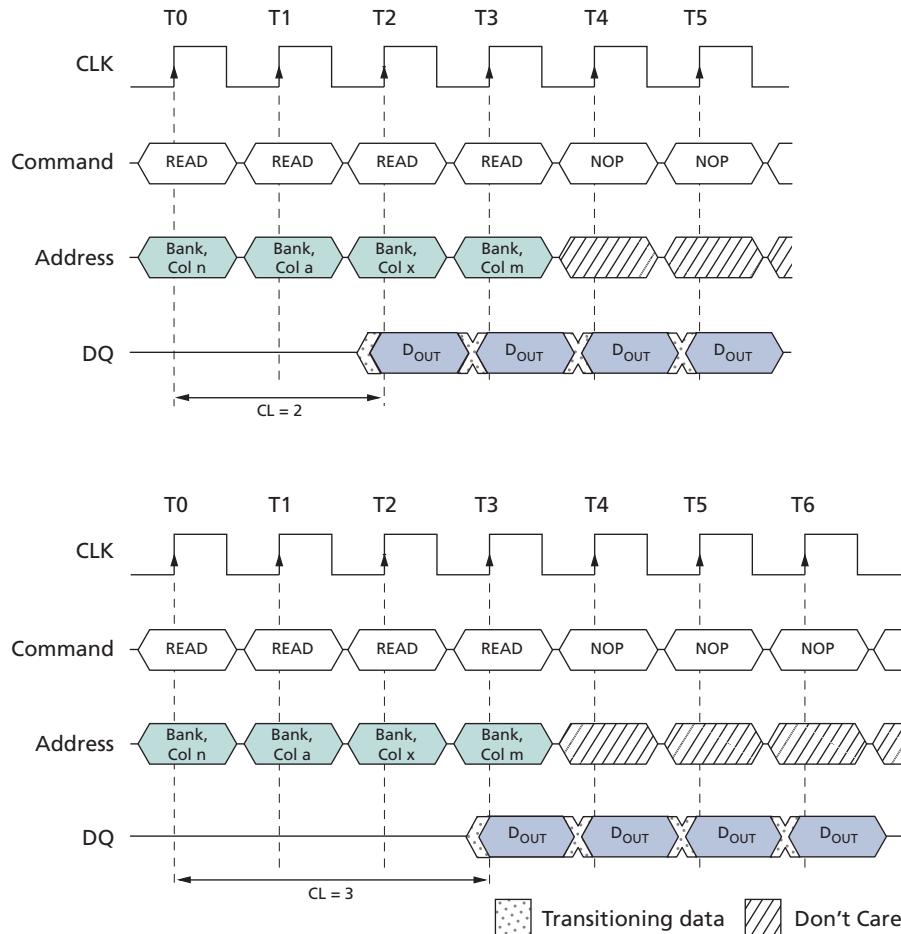 T0 T1 T2 T3 T4 T5
CLK
Command READ READ READ READ NOP NOP
Address Bank, Col n Bank, Col a Bank, Col x Bank, Col m
DQ DOUT DOUT DOUT DOUT
CL = 2
T0 T1 T2 T3 T4 T5 T6
CLK
Command READ READ READ READ NOP NOP NOP
Address Bank, Col n Bank, Col a Bank, Col x Bank, Col m
DQ DOUT DOUT DOUT DOUT
CL = 3
Transitioning data Don't Care